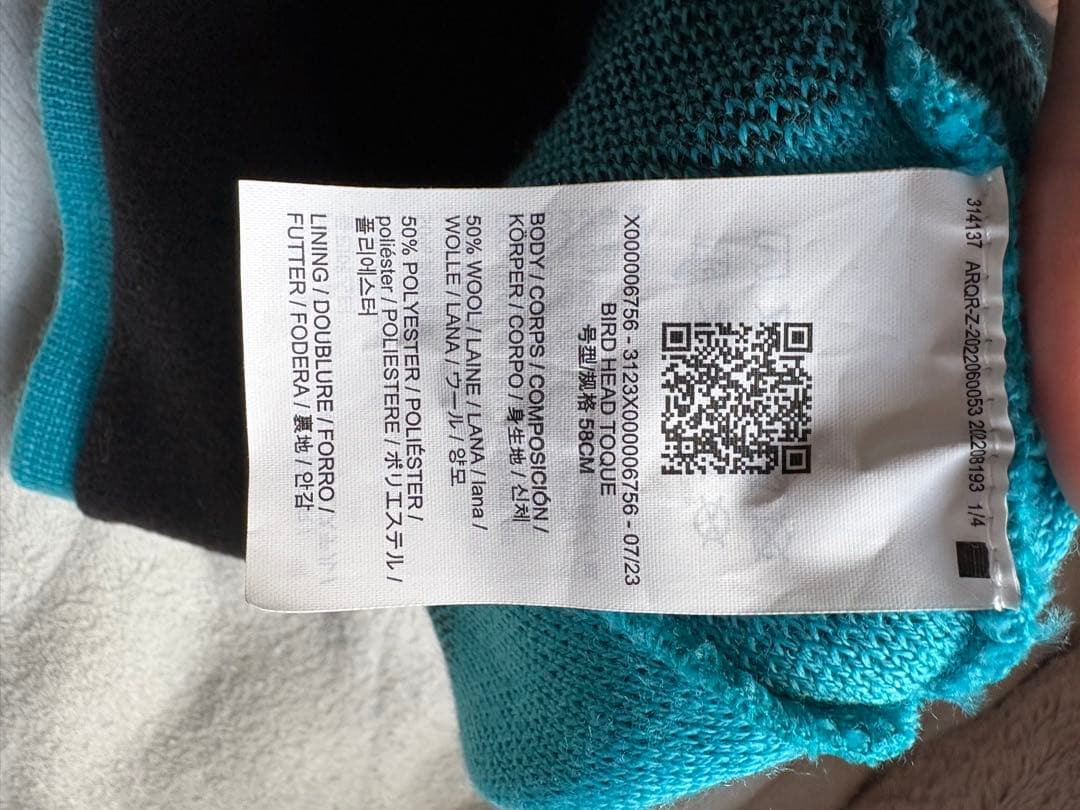 314137 ARQR-Z-2022060053 20208193 1/4
X000006756 - 3123X000006756 - 07/23
BIRD HEAD TOQUE
号型/规格 58CM
BODY / CORPS / COMPOSICIÓN /
KÖRPER / CORPO / 身生地 / 신체
50% WOOL / LAINE / LANA / lana /
WOLLE / LANA / ウール / 양모
50% POLYESTER / POLIÉSTER /
poliéster / POLIESTERE / ポリエステル /
폴리에스터
LINING / DOUBLURE / FORRO /
FUTTER / FODERA / 裏地 / 안감